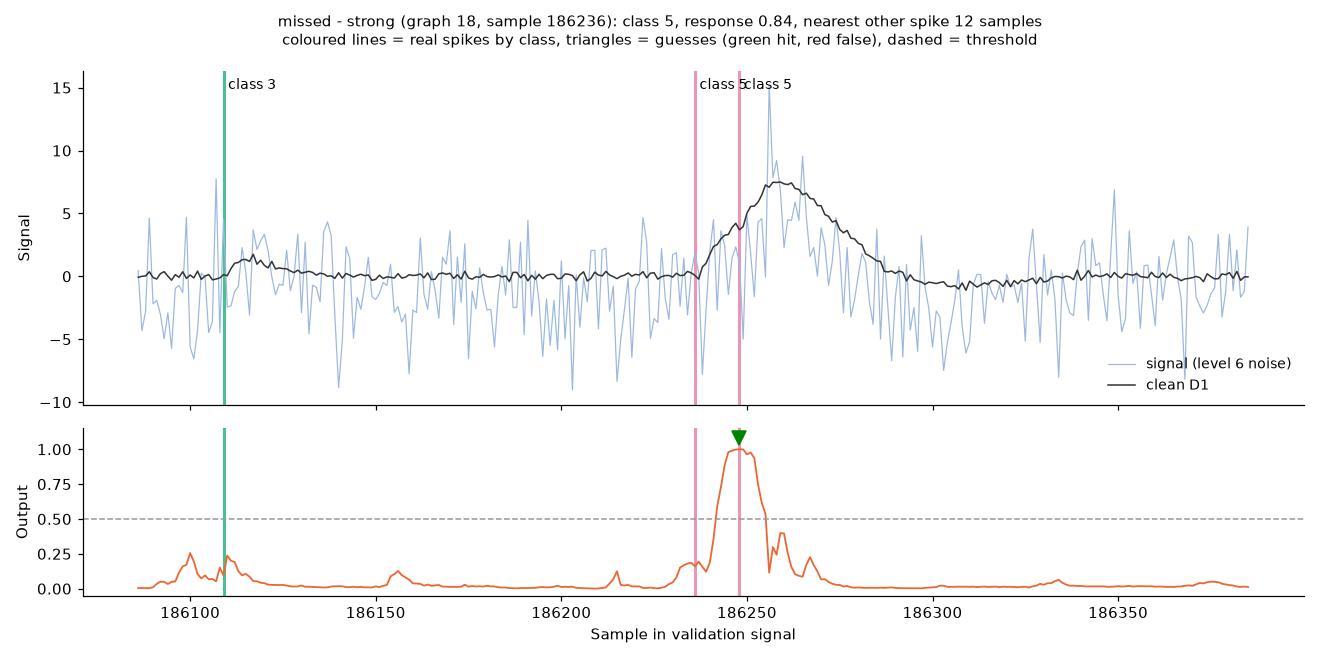 missed - strong (graph 18, sample 186236): class 5, response 0.84, nearest other spike 12 samples
coloured lines = real spikes by class, triangles = guesses (green hit, red false), dashed = threshold
class 3
class 5
class 5
15
10
5
0
−5
−10
Signal
signal (level 6 noise)
clean D1
1.00
0.75
0.50
0.25
0.00
Output
186100
186150
186200
186250
186300
186350
Sample in validation signal